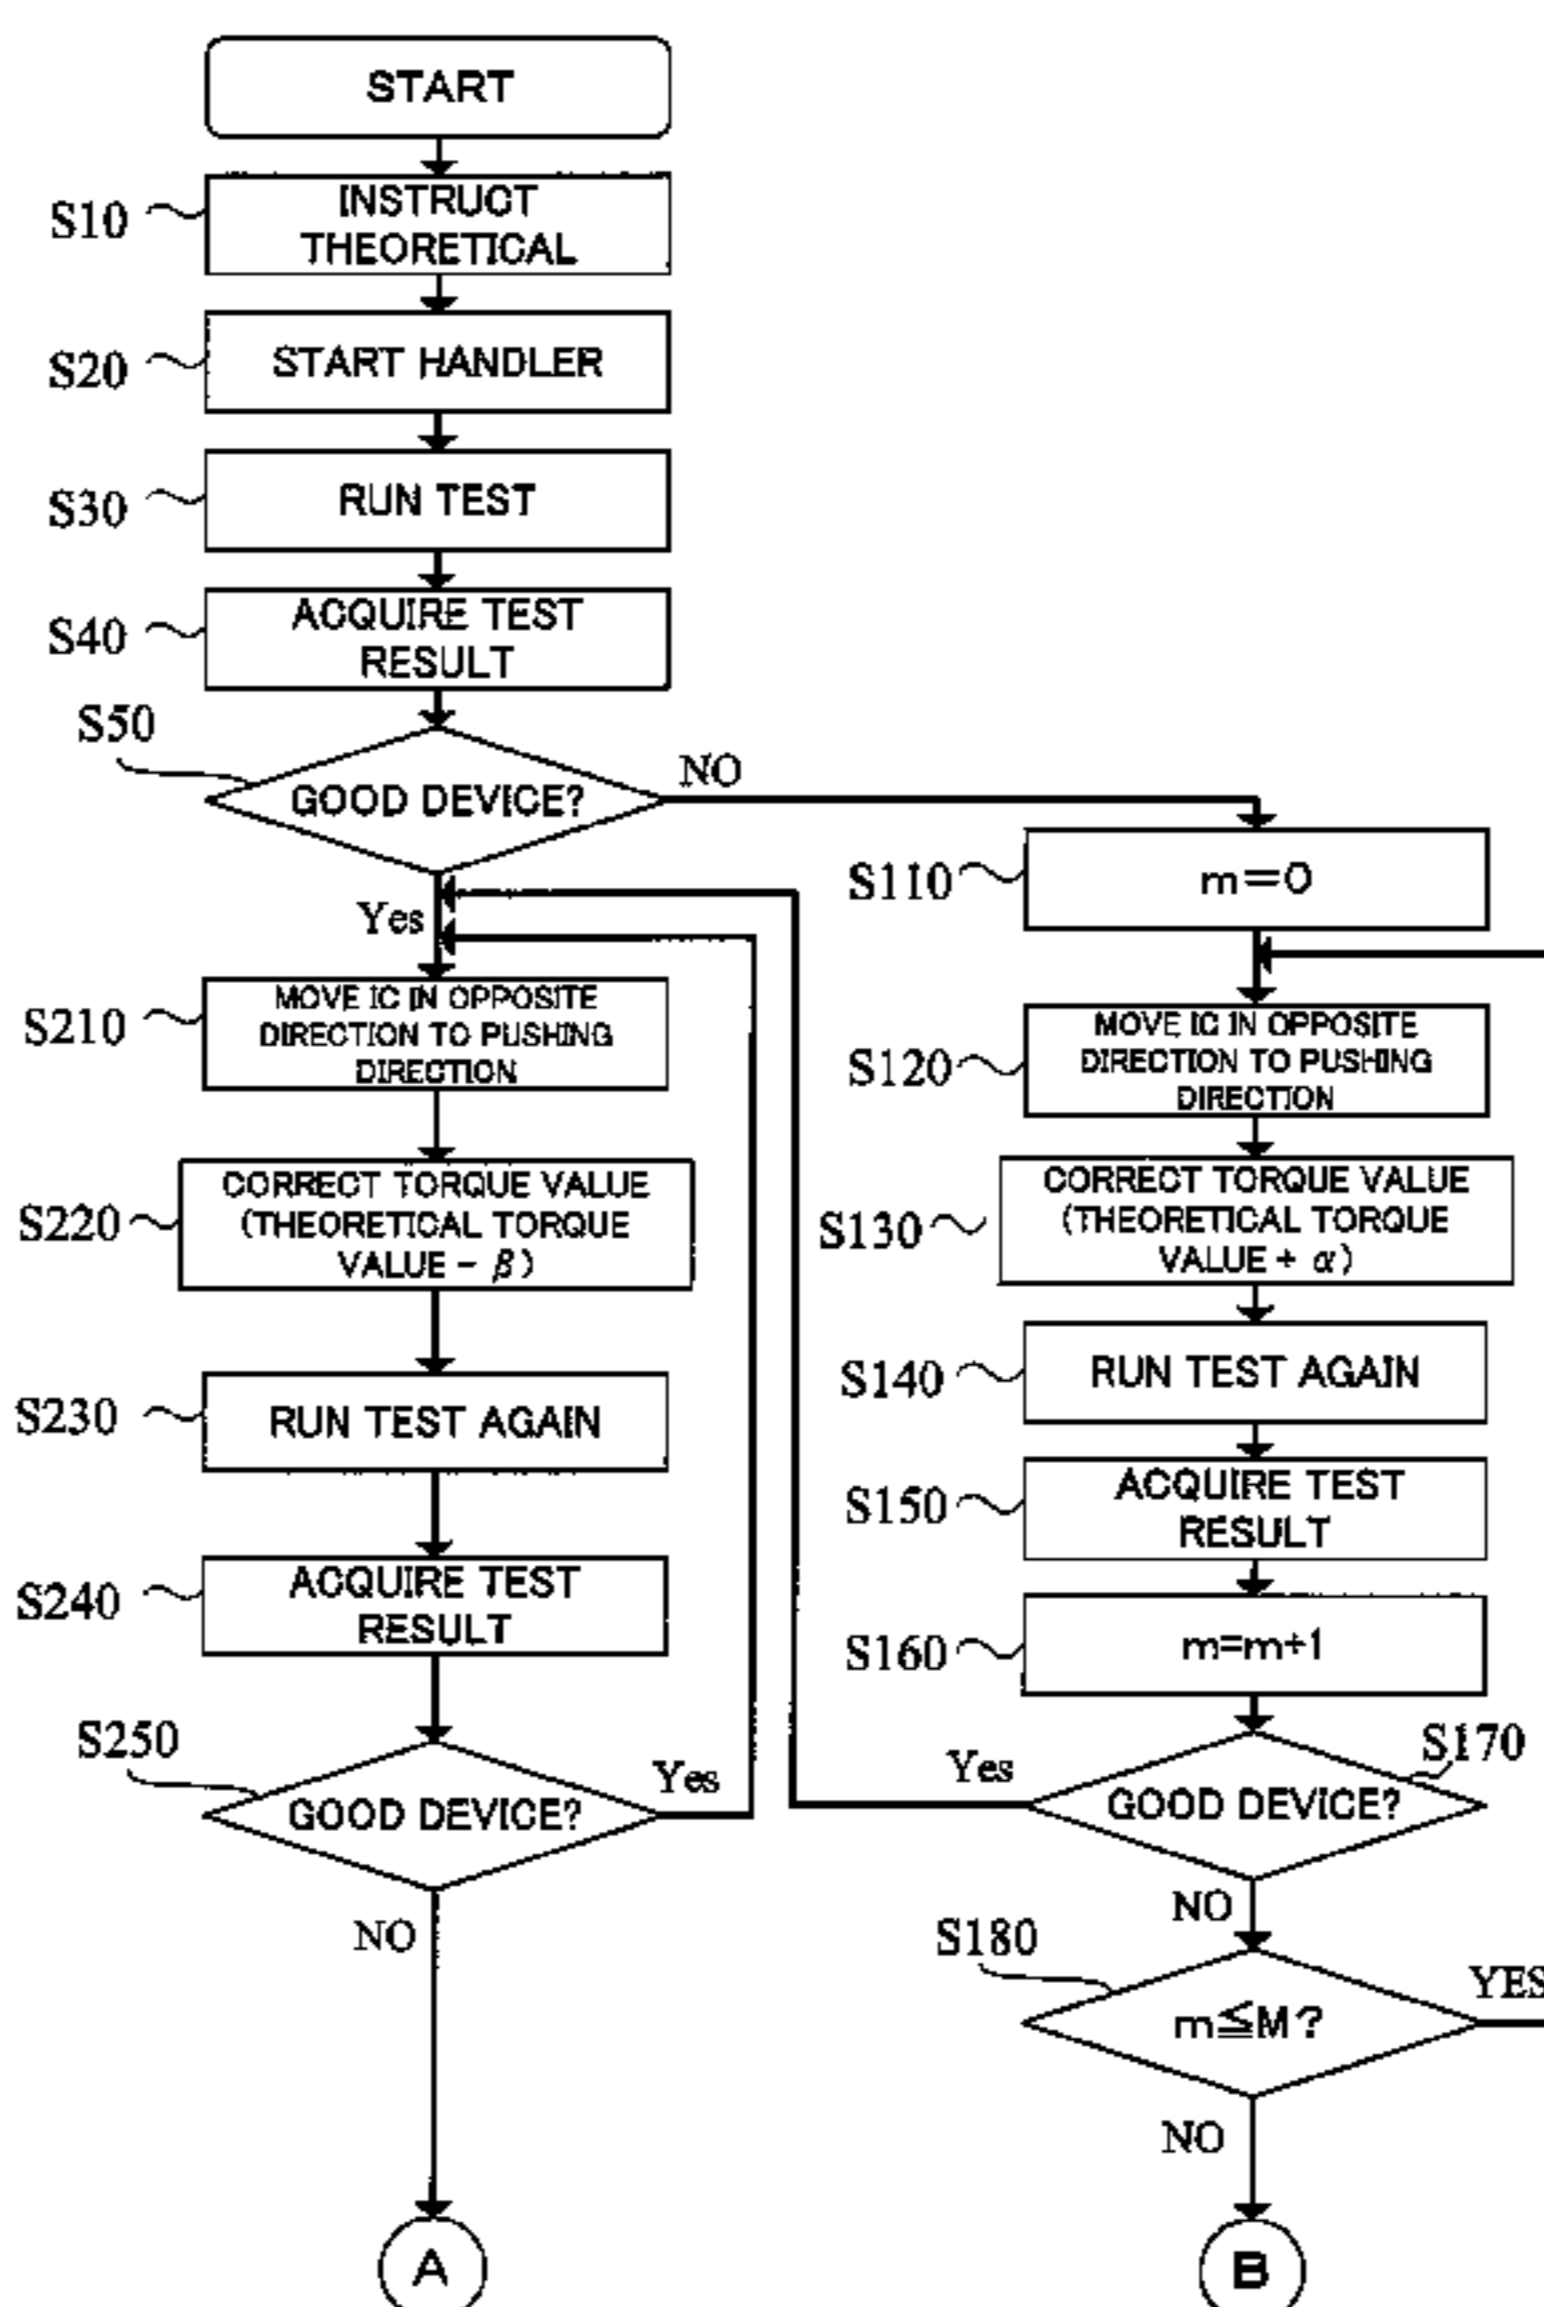 START
S10
INSTRUCT
THEORETICAL
S20
START HANDLER
S30
RUN TEST
S40
ACQUIRE TEST
RESULT
S50
GOOD DEVICE?
NO
Yes
S210
MOVE IC IN OPPOSITE
DIRECTION TO PUSHING
DIRECTION
S220
CORRECT TORQUE VALUE
(THEORETICAL TORQUE
VALUE - β)
S230
RUN TEST AGAIN
S240
ACQUIRE TEST
RESULT
S250
GOOD DEVICE?
Yes
NO
A
S110
m=0
S120
MOVE IC IN OPPOSITE
DIRECTION TO PUSHING
DIRECTION
S130
CORRECT TORQUE VALUE
(THEORETICAL TORQUE
VALUE + α)
S140
RUN TEST AGAIN
S150
ACQUIRE TEST
RESULT
S160
m=m+1
S170
GOOD DEVICE?
Yes
NO
S180
m≦M?
YES
NO
B